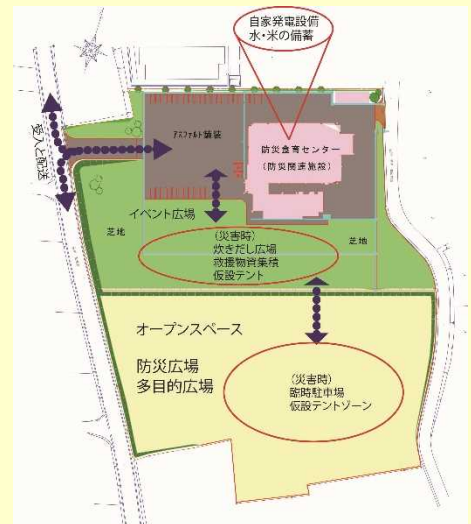 自家発電設備
水・米の備蓄
アスファルト舗装
防災食育センター
(防災関連施設)
受入と配送
イベント広場
芝地
(災害時)
炊きだし広場
救援物資集積
仮設テント
芝地
オープンスペース
防災広場
多目的広場
(災害時)
臨時駐車場
仮設テントゾーン